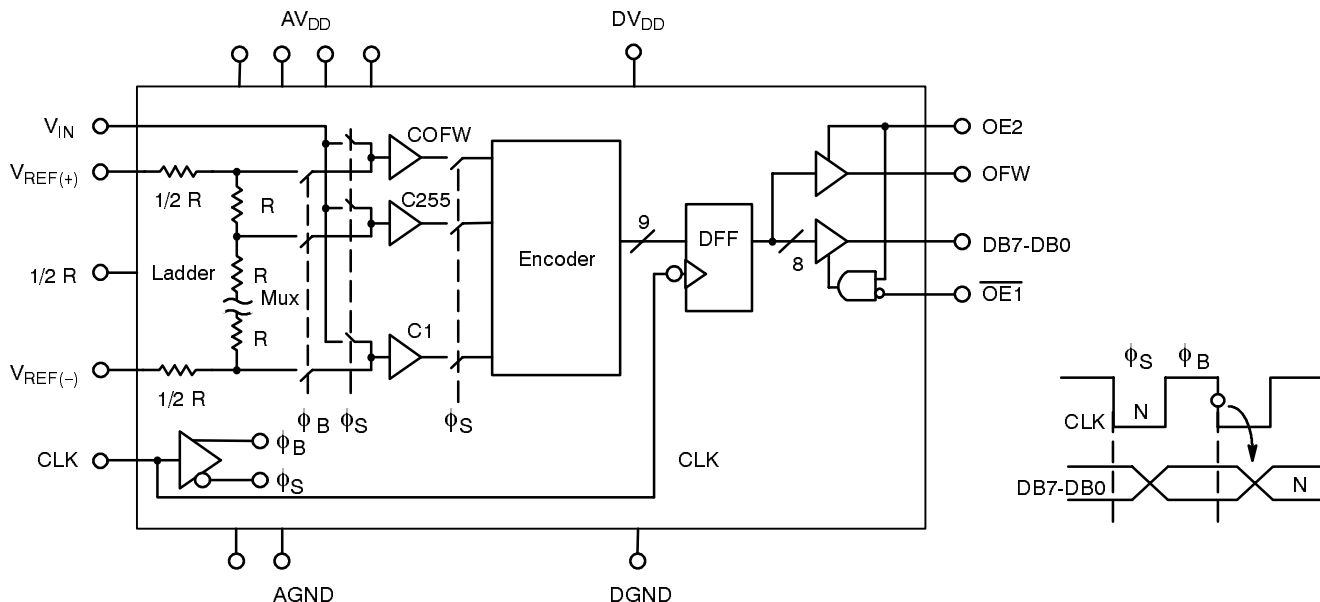 AVDD
DVDD
VIN
COFW
OE2
VREF(+)
OFW
1/2 R
R
C255
9
DFF
DB7-DB0
8
1/2 R
Ladder
R
Encoder
Mux
OE1
R
C1
VREF(−)
1/2 R
ϕB
ϕS
ϕS
ϕS
ϕB
N
CLK
ϕB
CLK
CLK
ϕS
DB7-DB0
N
AGND
DGND